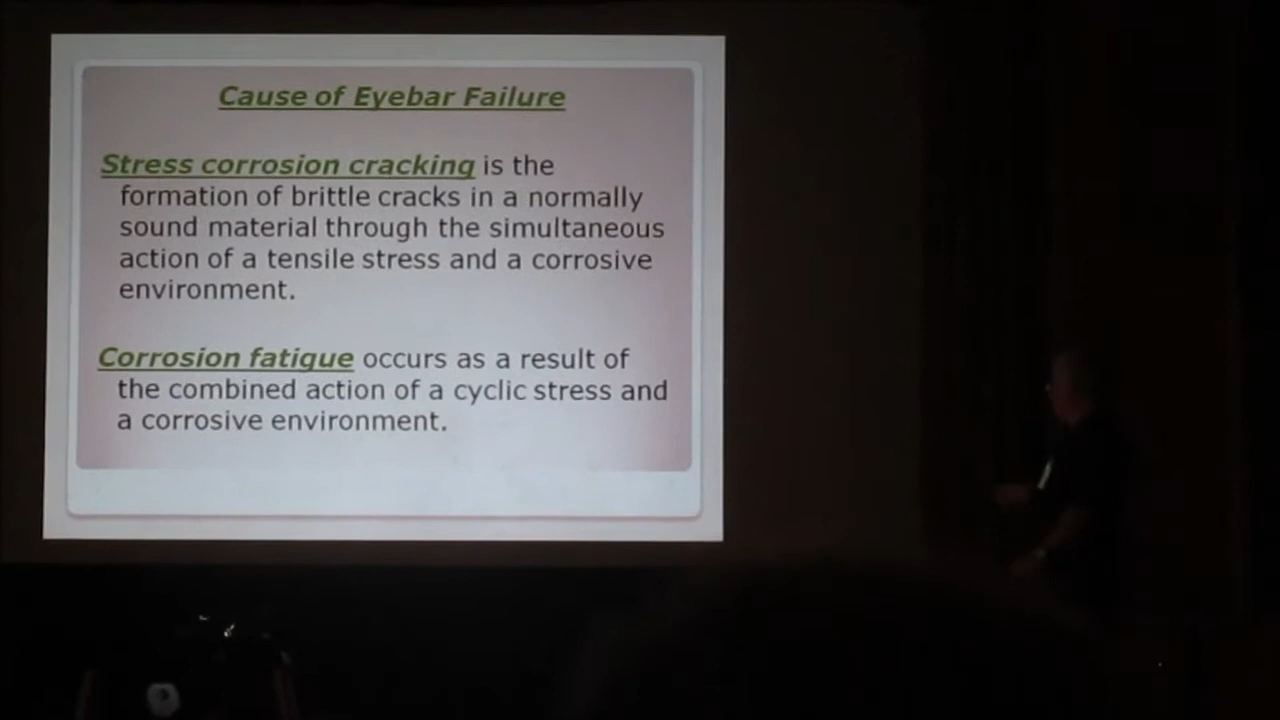 Cause of Eyebar Failure
Stress corrosion cracking is the
formation of brittle cracks in a normally
sound material through the simultaneous
action of a tensile stress and a corrosive
environment.
Corrosion fatigue occurs as a result of
the combined action of a cyclic stress and
a corrosive environment.